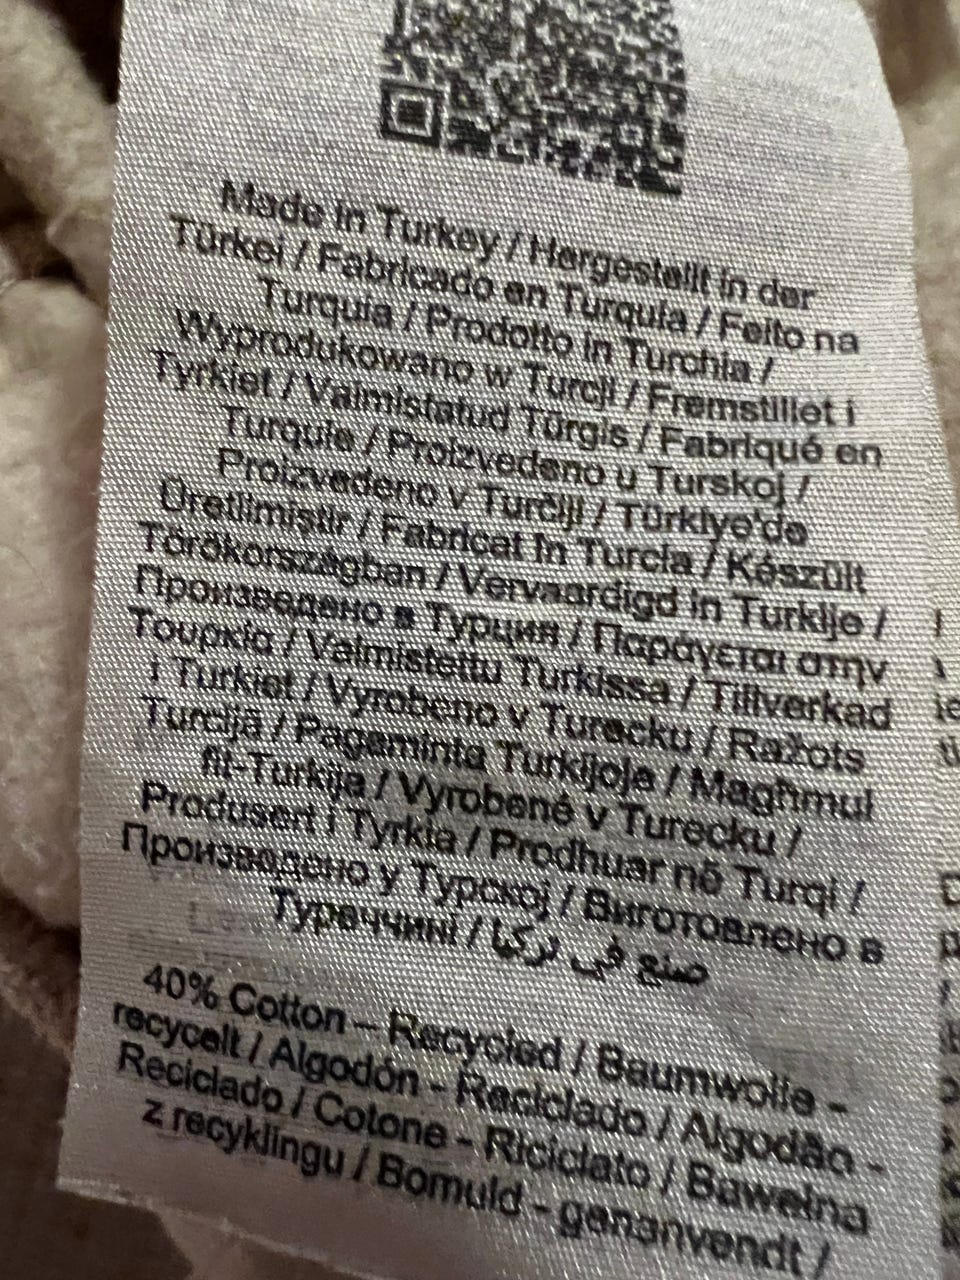 Made in Turkey / Hergestellt in der
Türkei / Fabricado en Turquia / Feito na
Turquia / Prodotto in Turchia /
Wyprodukowano w Turcji / Fremstillet i
Tyrkiet / Valmistatud Türgis / Fabriqué en
Turquie / Proizvedeno u Turskoj /
Proizvedeno v Turčiji / Türkiye'de
Üretilmiştir / Fabricat în Turcia / Készült
Törökországban / Vervaardigd in Turkije /
Произведено в Турция / Παράγεται στην
Τουρκία / Valmistettu Turkissa / Tillverkad
i Turkiet / Vyrobeno v Turecku / Ražots
Turcijā / Pagaminta Turkijoje / Magħmul
fit-Turkija / Vyrobené v Turecku /
Produsert i Tyrkia / Prodhuar në Turqi /
Произведено у Турској / Виготовлено в
Туреччині / صنع في تركيا
40% Cotton – Recycled / Baumwolle -
recycelt / Algodón - Reciclado / Algodão -
Reciclado / Cotone - Riciclato / Bawełna
z recyklingu / Bomuld - genanvendt /